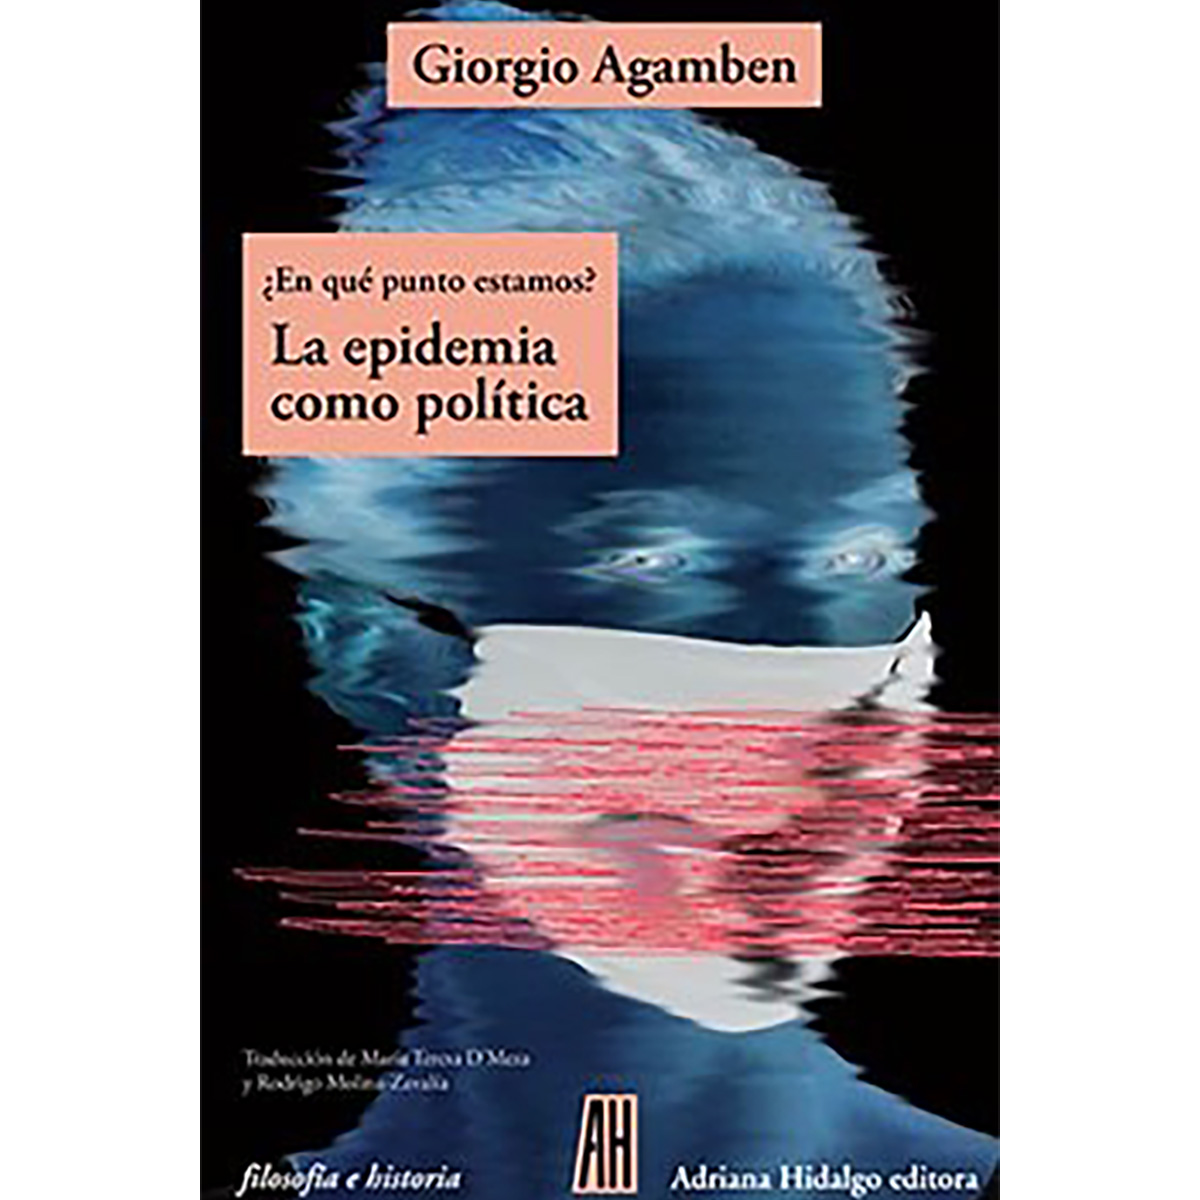 Giorgio Agamben
¿En qué punto estamos?
La epidemia
como política
Traducción de María Teresa D'Meza
y Rodrigo Molina-Zavalía
AH
filosofía e historia
Adriana Hidalgo editora